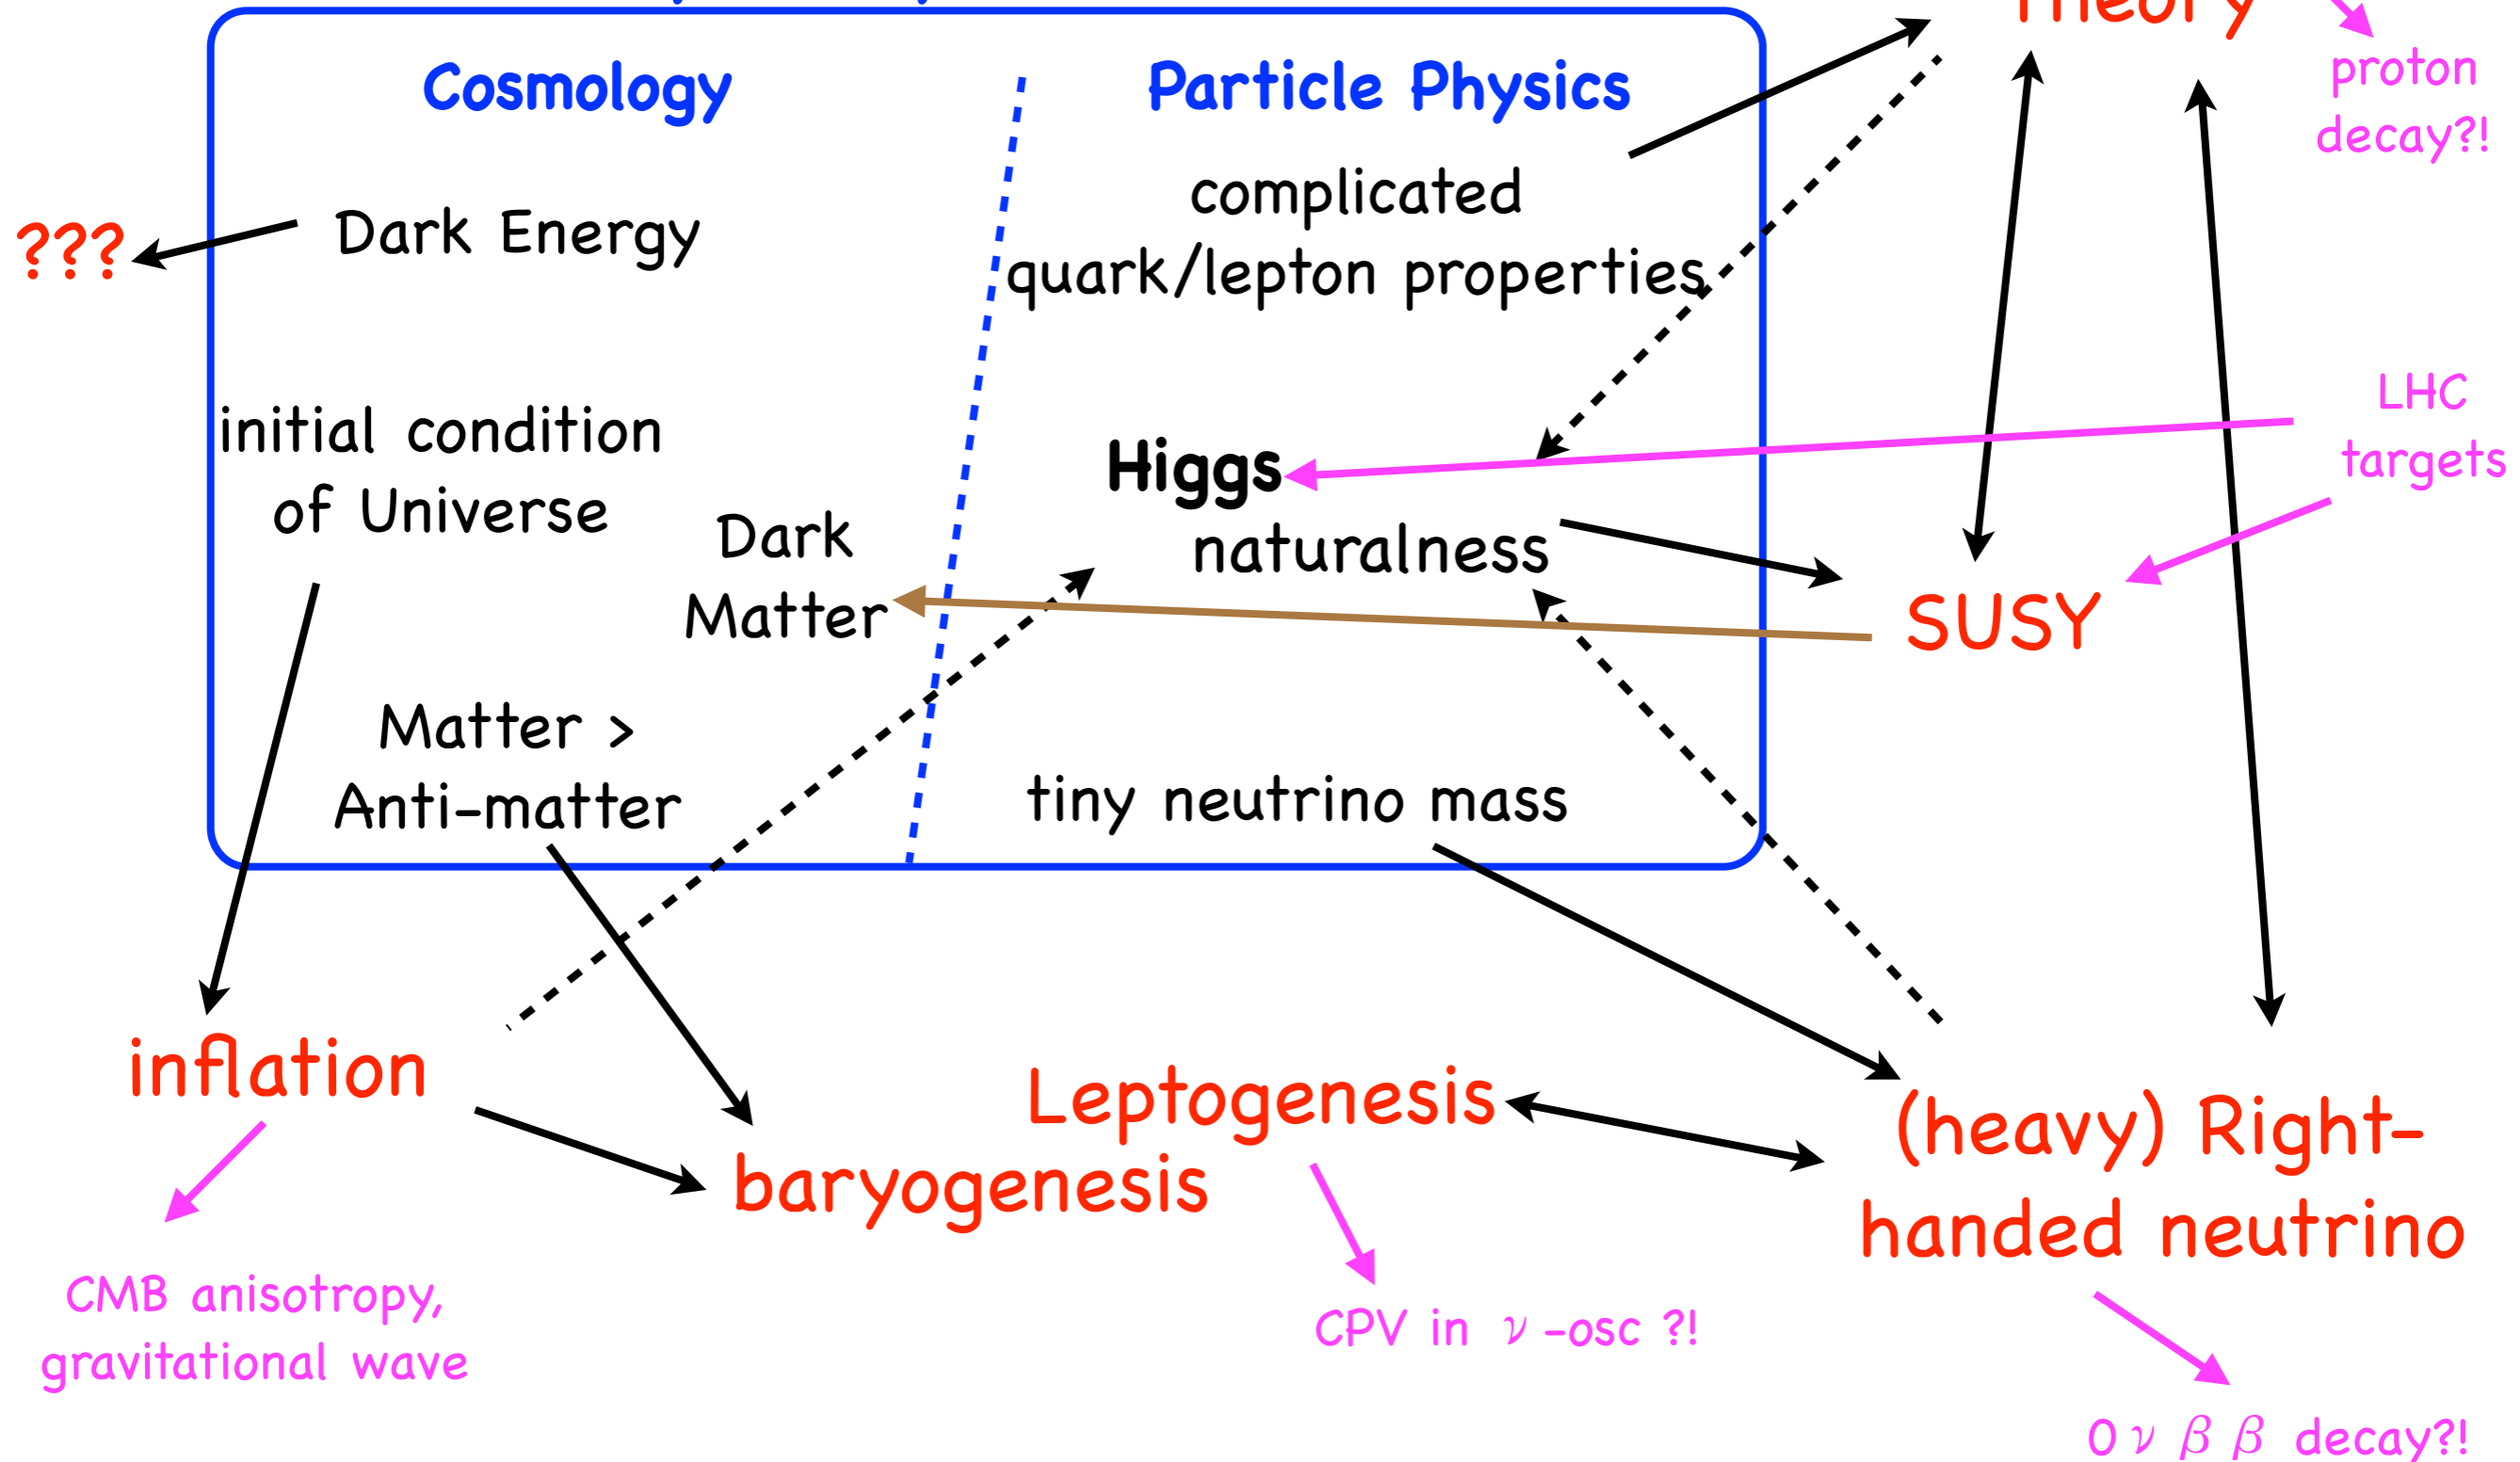 Theory
proton
decay?!
Cosmology
Particle Physics
complicated
quark/lepton properties
???
Dark Energy
initial condition
of Universe
LHC
targets
Higgs
naturalness
Dark
Matter
SUSY
Matter >
Anti-matter
tiny neutrino mass
inflation
Leptogenesis
baryogenesis
(heavy) Right-
handed neutrino
CMB anisotropy,
gravitational wave
CPV in ν -osc ?!
0 ν β β decay?!